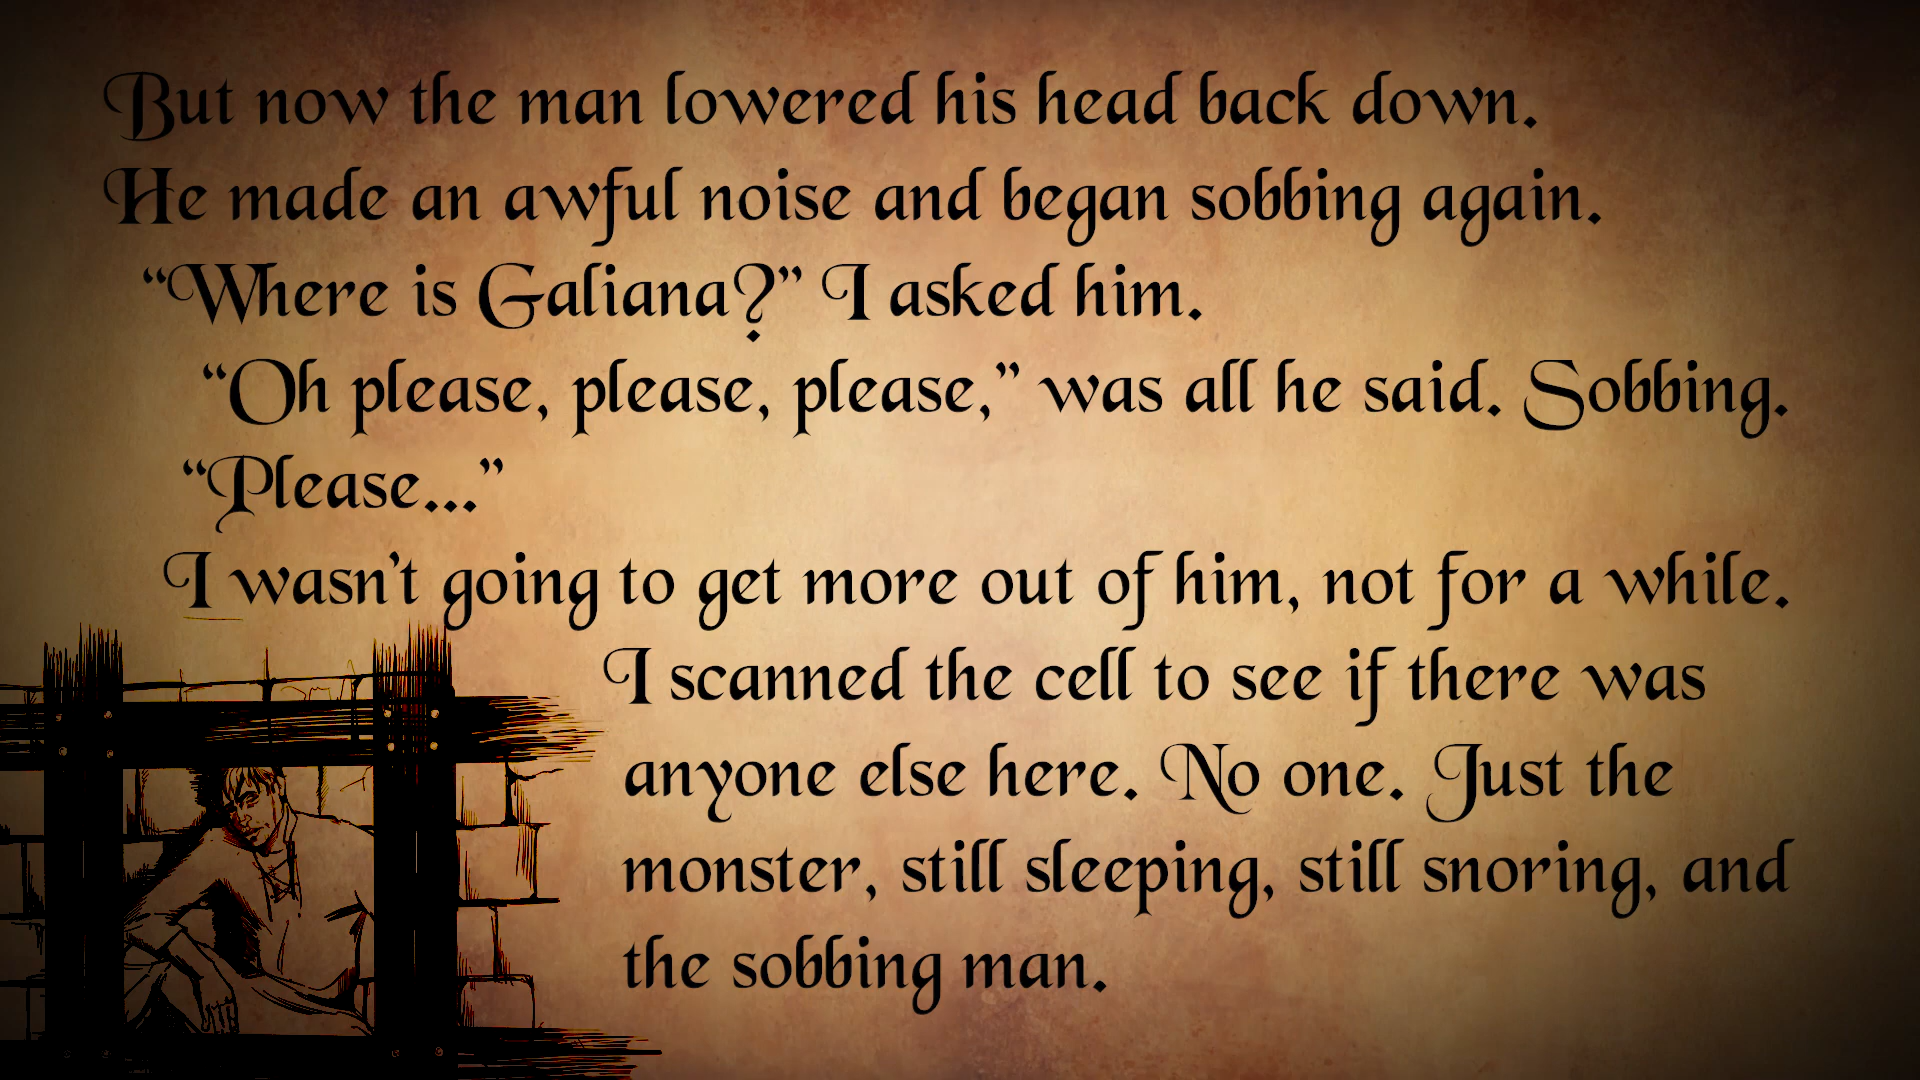 But now the man lowered his head back down.
He made an awful noise and began sobbing again.
“Where is Galiana?” I asked him.
“Oh please, please, please,” was all he said. Sobbing.
“Please...”
I wasn’t going to get more out of him, not for a while.
I scanned the cell to see if there was
anyone else here. No one. Just the
monster, still sleeping, still snoring, and
the sobbing man.